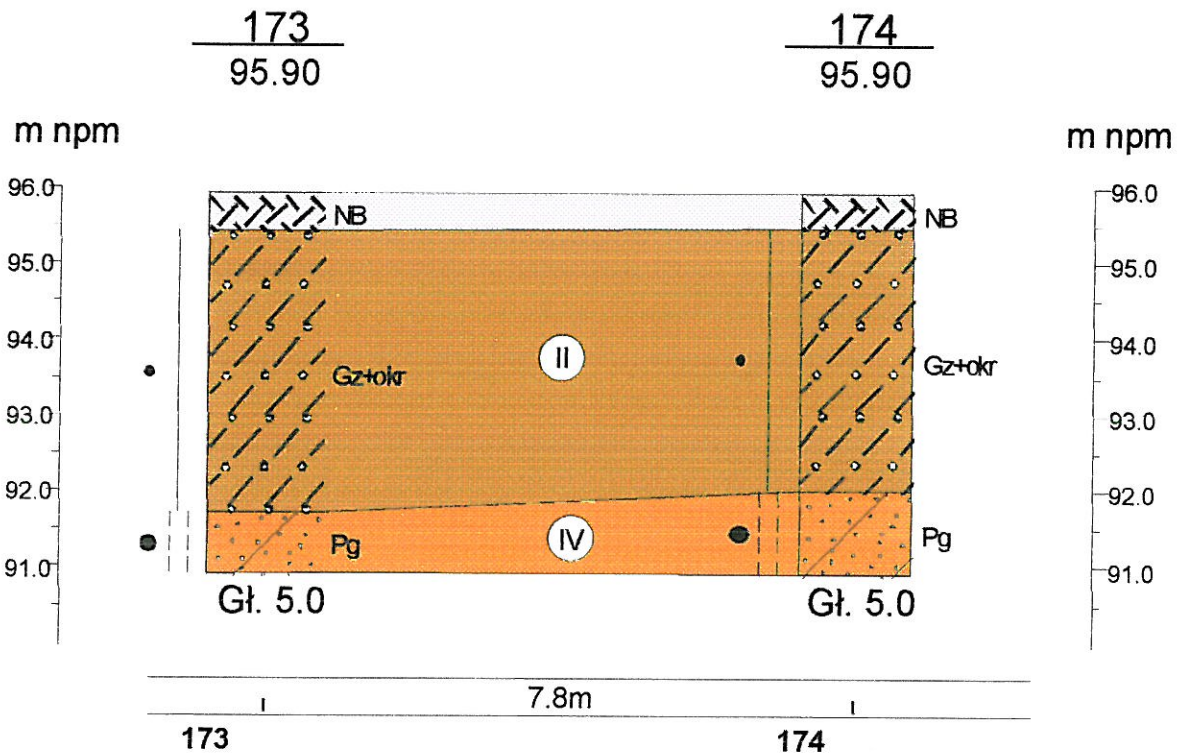 173 174
95.90 95.90
m npm m npm
96.0 96.0
NB NB
95.0 95.0
94.0 94.0
II
Gz+okr Gz+okr
93.0 93.0
92.0 92.0
IV
Pg Pg
91.0 91.0
Gł. 5.0 Gł. 5.0
7.8m
173 174